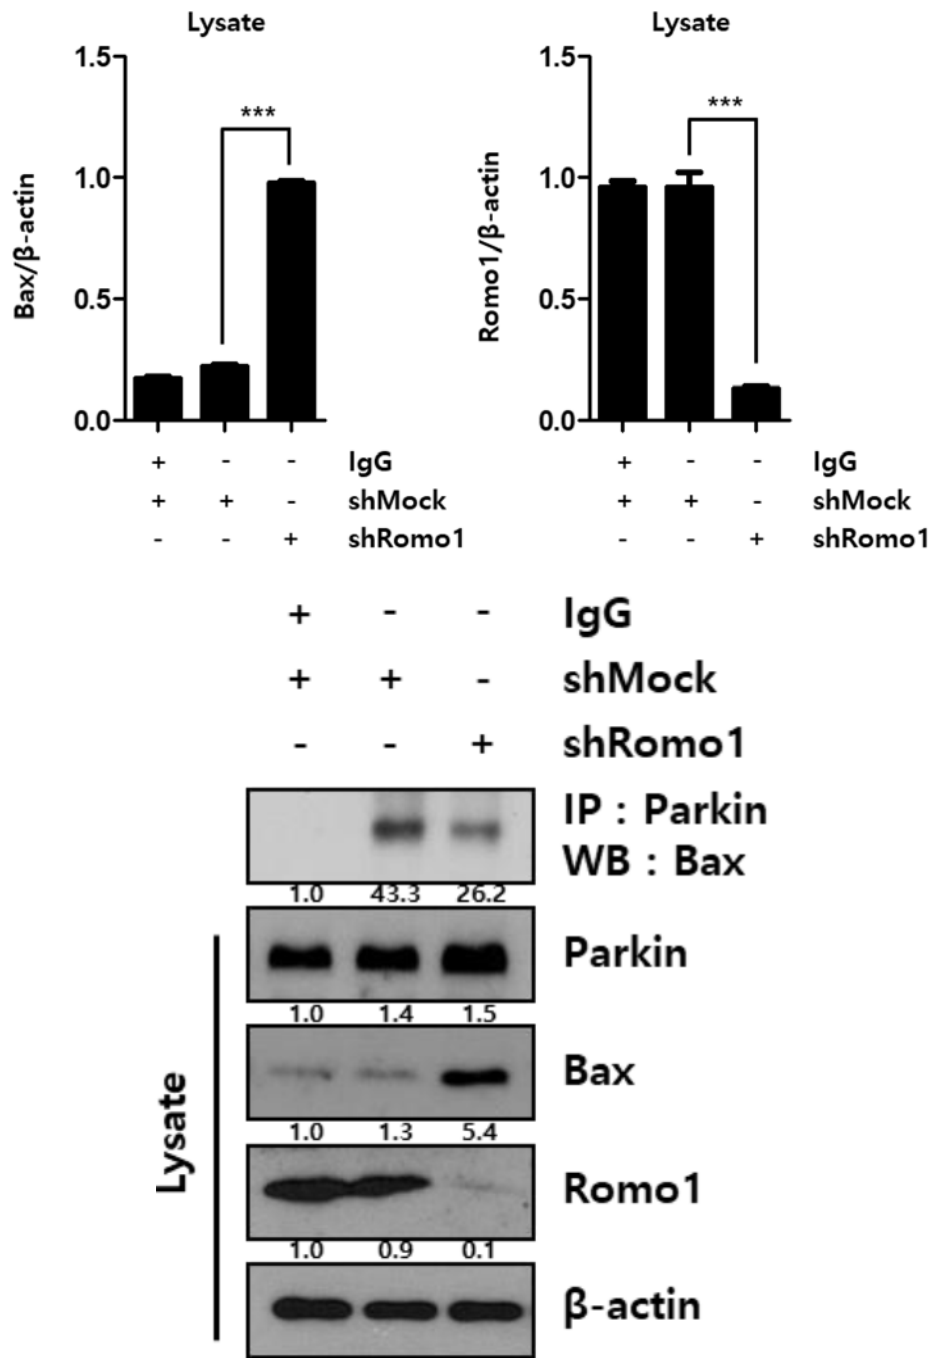 Lysate
1.5
1.0
0.5
0.0
Bax/β-actin
***
+ - - IgG
+ + - shMock
- - + shRomo1
Lysate
1.5
1.0
0.5
0.0
Romo1/β-actin
***
+ - - IgG
+ + - shMock
- - + shRomo1
+ - - IgG
+ + - shMock
- - + shRomo1
IP : Parkin
WB : Bax
1.0 43.3 26.2
Lysate
Parkin
1.0 1.4 1.5
Bax
1.0 1.3 5.4
Romo1
1.0 0.9 0.1
β-actin